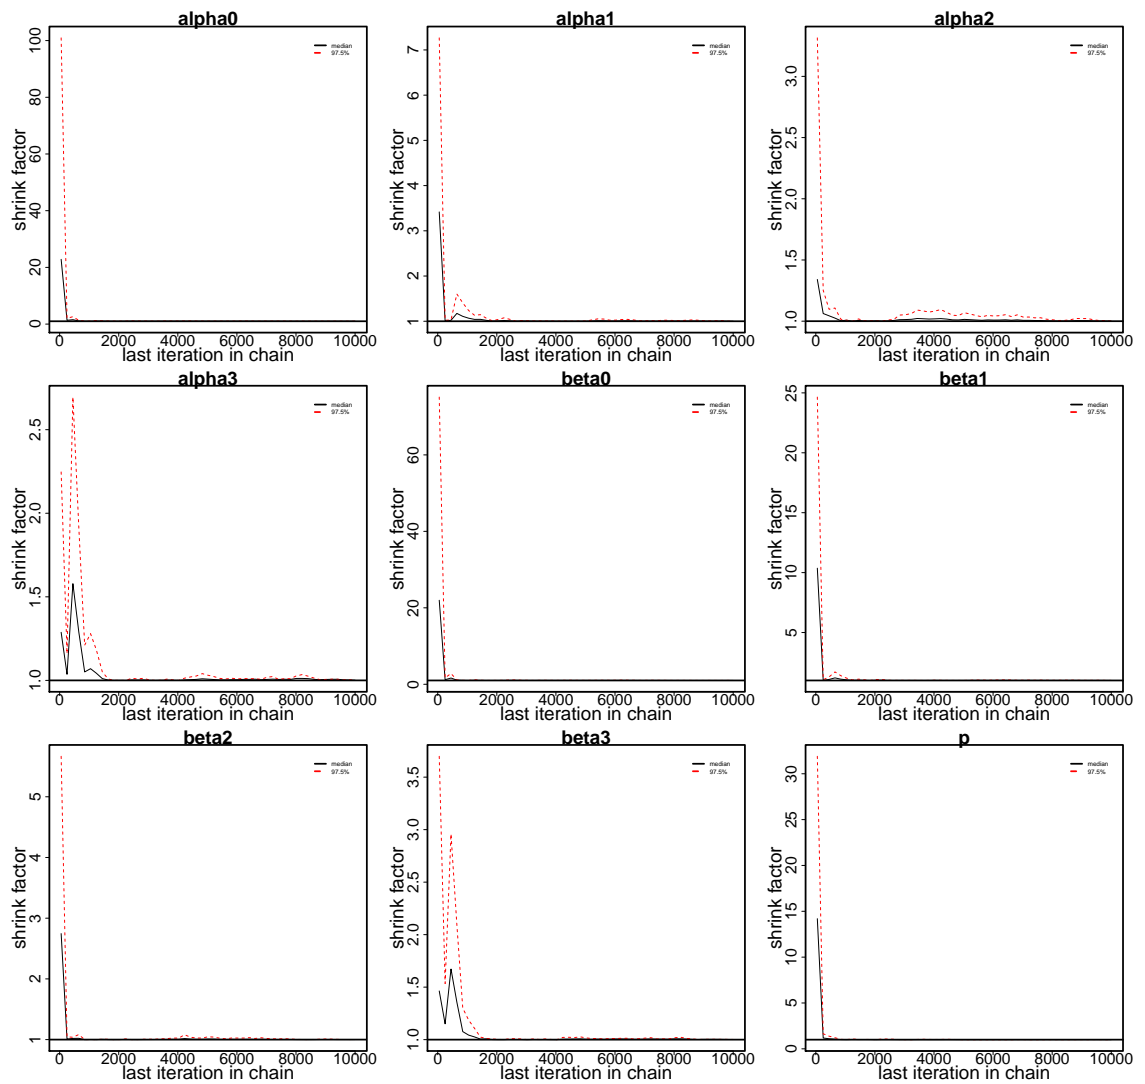 alpha0
median
97.5%
shrink factor
0 20 40 60 80 100
0 2000 4000 6000 8000 10000
last iteration in chain
alpha1
median
97.5%
shrink factor
1 2 3 4 5 6 7
0 2000 4000 6000 8000 10000
last iteration in chain
alpha2
median
97.5%
shrink factor
1.0 1.5 2.0 2.5 3.0
0 2000 4000 6000 8000 10000
last iteration in chain
alpha3
median
97.5%
shrink factor
1.0 1.5 2.0 2.5
0 2000 4000 6000 8000 10000
last iteration in chain
beta0
median
97.5%
shrink factor
0 20 40 60
0 2000 4000 6000 8000 10000
last iteration in chain
beta1
median
97.5%
shrink factor
5 10 15 20 25
0 2000 4000 6000 8000 10000
last iteration in chain
beta2
median
97.5%
shrink factor
1 2 3 4 5
0 2000 4000 6000 8000 10000
last iteration in chain
beta3
median
97.5%
shrink factor
1.0 1.5 2.0 2.5 3.0 3.5
0 2000 4000 6000 8000 10000
last iteration in chain
p
median
97.5%
shrink factor
0 5 10 15 20 25 30
0 2000 4000 6000 8000 10000
last iteration in chain